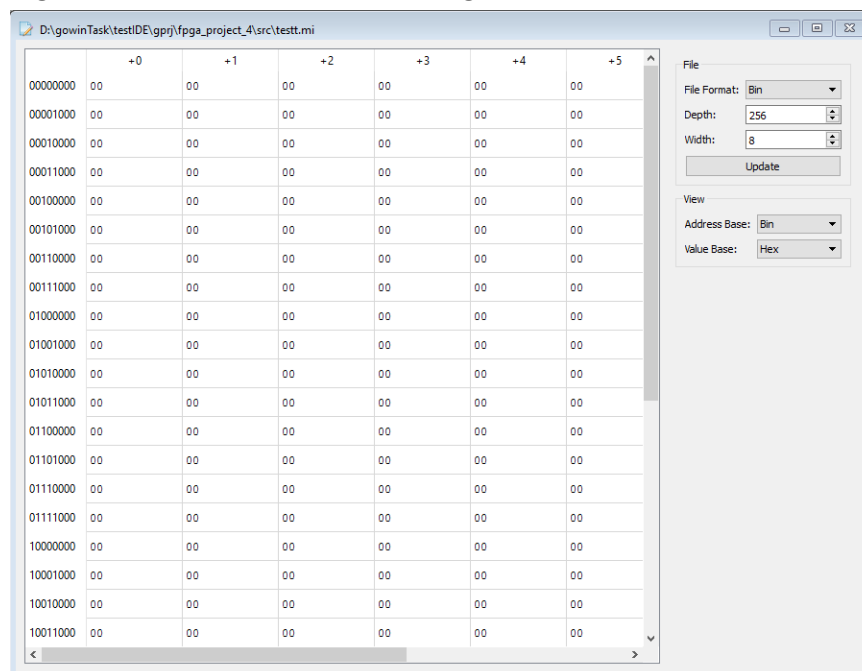 D:\gowinTask\testIDE\gprj\fpga_project_4\src\testt.mi
+0 +1 +2 +3 +4 +5
00000000 00 00 00 00 00 00
00001000 00 00 00 00 00 00
00010000 00 00 00 00 00 00
00011000 00 00 00 00 00 00
00100000 00 00 00 00 00 00
00101000 00 00 00 00 00 00
00110000 00 00 00 00 00 00
00111000 00 00 00 00 00 00
01000000 00 00 00 00 00 00
01001000 00 00 00 00 00 00
01010000 00 00 00 00 00 00
01011000 00 00 00 00 00 00
01100000 00 00 00 00 00 00
01101000 00 00 00 00 00 00
01110000 00 00 00 00 00 00
01111000 00 00 00 00 00 00
10000000 00 00 00 00 00 00
10001000 00 00 00 00 00 00
10010000 00 00 00 00 00 00
10011000 00 00 00 00 00 00
File
File Format: Bin
Depth: 256
Width: 8
Update
View
Address Base: Bin
Value Base: Hex